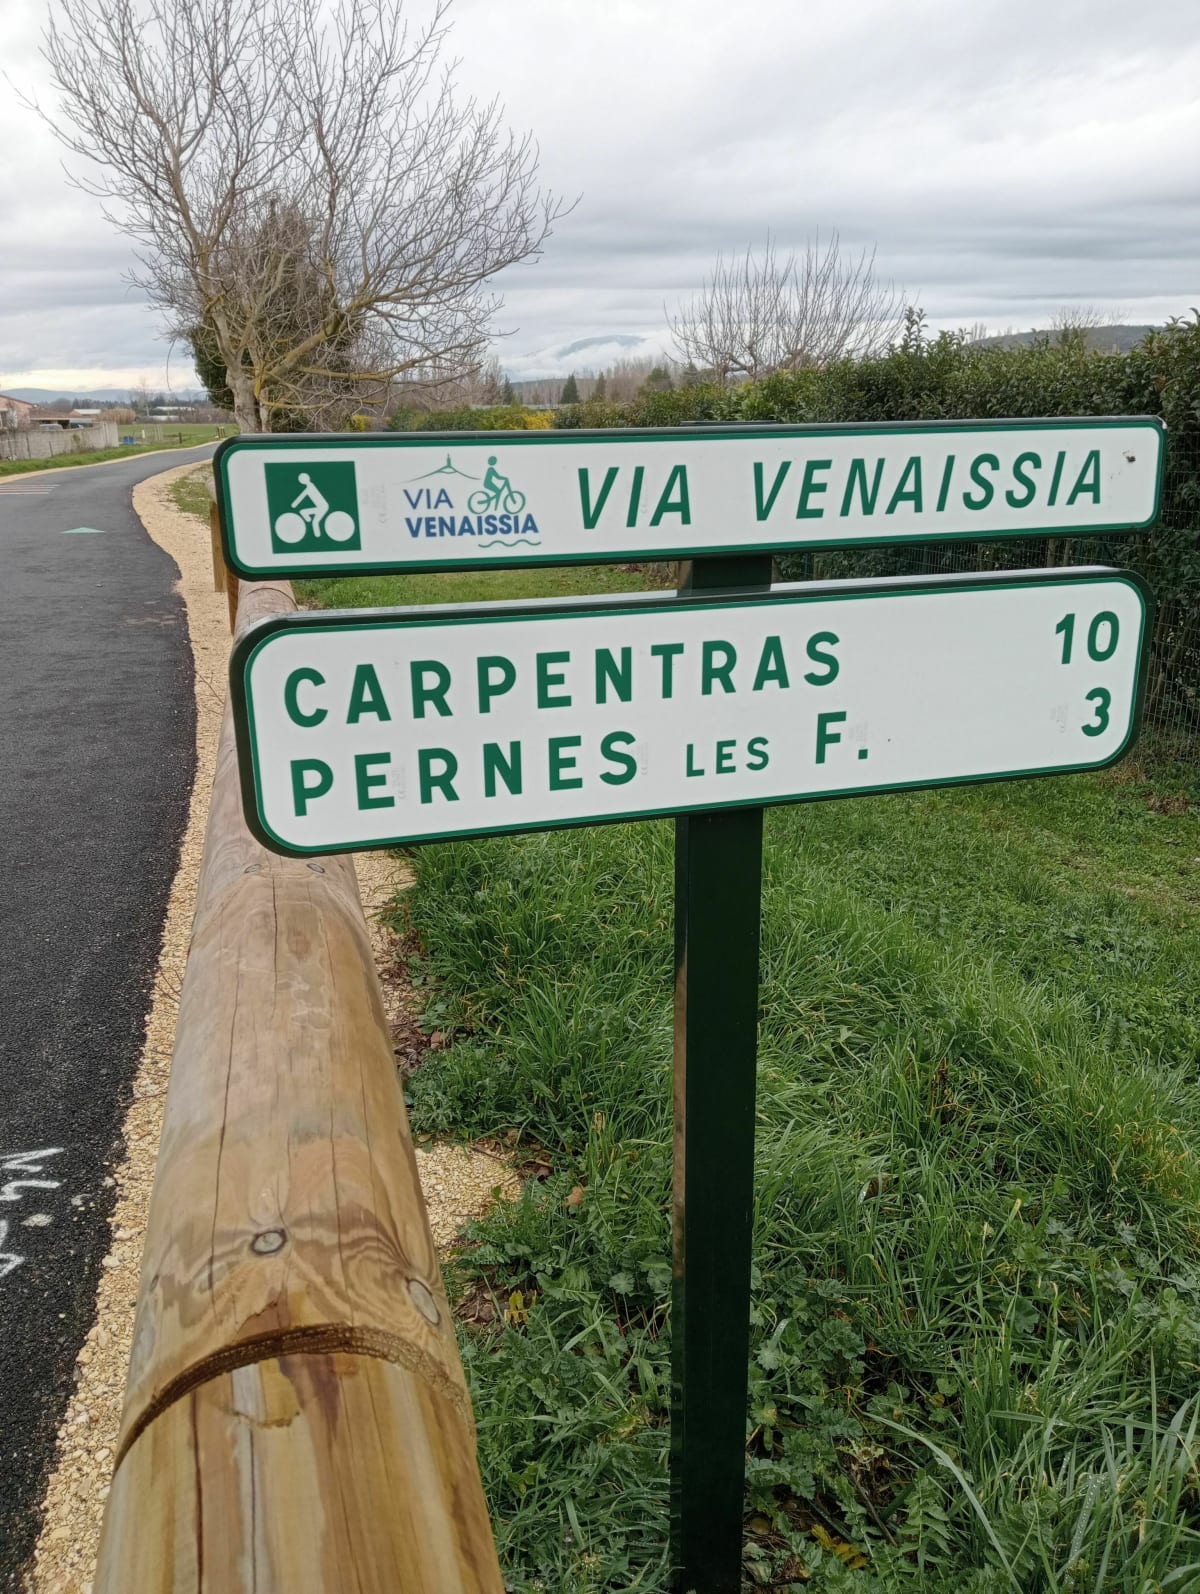 VIA
VENAISSIA
VIA VENAISSIA
CARPENTRAS 10
PERNES LES F. 3